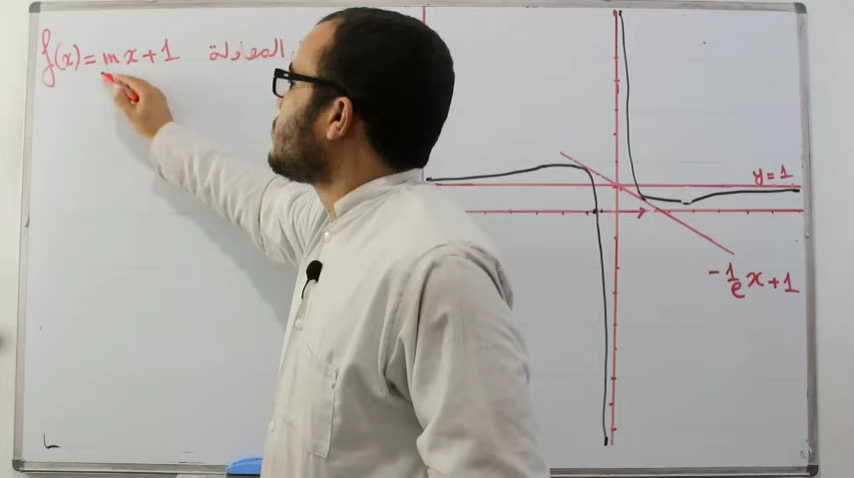 f(x) = mx + 1 المعادلة
y = 1
-1/e x + 1